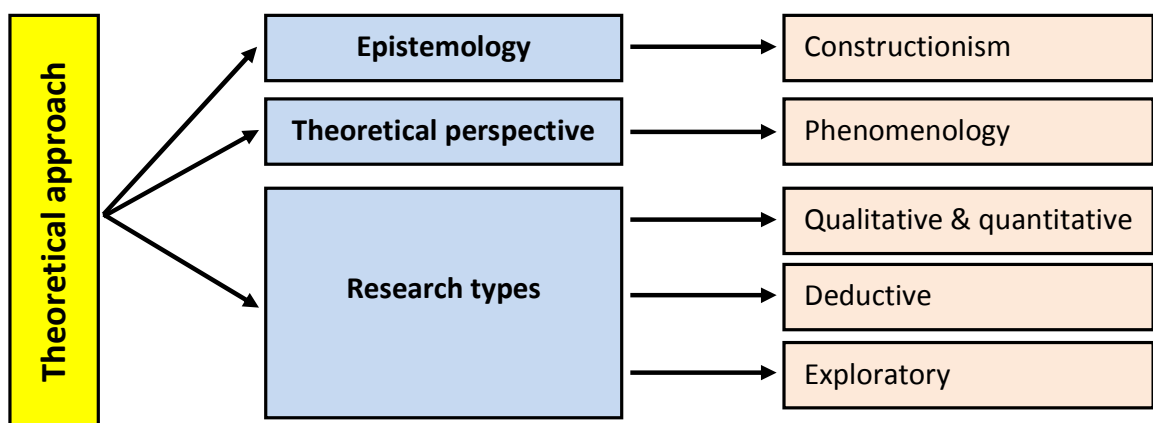 Theoretical approach
Epistemology
Constructionism
Theoretical perspective
Phenomenology
Research types
Qualitative & quantitative
Deductive
Exploratory